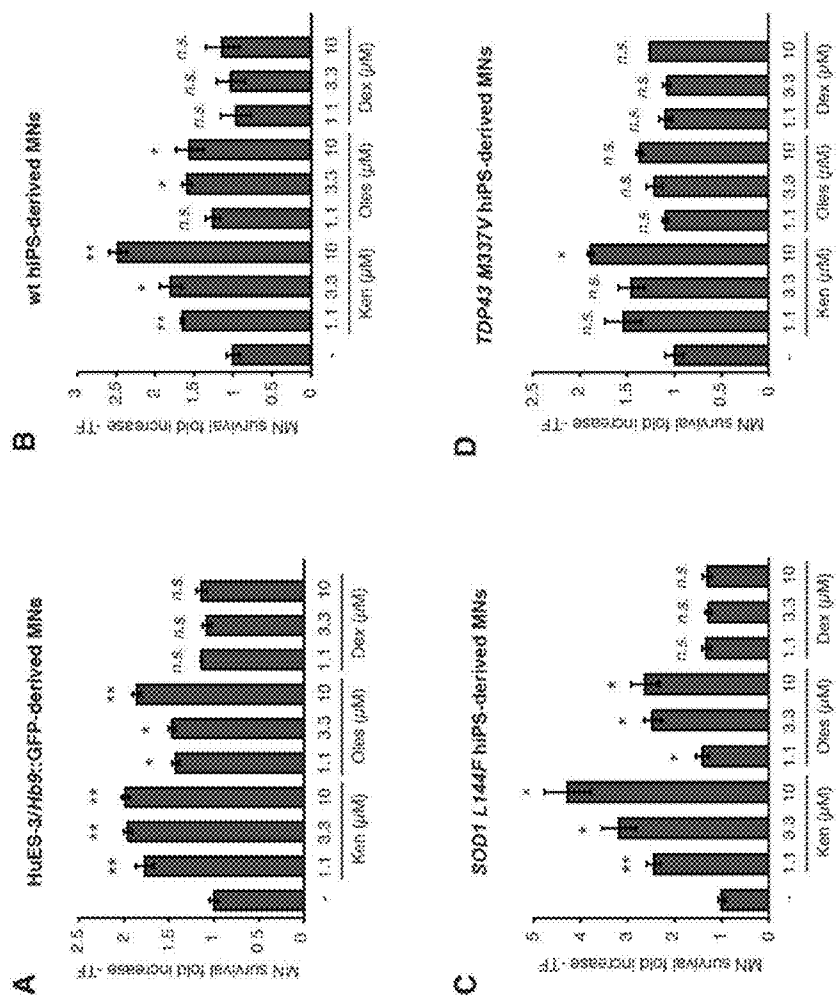 A
HuES-3/Hb9::GFP-derived MNs
MN survival fold increase -TF
2.5
2
1.5
1
0.5
0
** ** ** * * ** n.s. n.s. n.s.
- 1.1 3.3 10 1.1 3.3 10 1.1 3.3 10
Ken (μM) Oles (μM) Dex (μM)
B
wt hiPS-derived MNs
MN survival fold increase -TF
3
2.5
2
1.5
1
0.5
0
** * ** n.s. * * n.s. n.s. n.s.
- 1.1 3.3 10 1.1 3.3 10 1.1 3.3 10
Ken (μM) Oles (μM) Dex (μM)
C
SOD1 L144F hiPS-derived MNs
MN survival fold increase -TF
5
4
3
2
1
0
** * * * * * n.s. n.s. n.s.
- 1.1 3.3 10 1.1 3.3 10 1.1 3.3 10
Ken (μM) Oles (μM) Dex (μM)
D
TDP43 M337V hiPS-derived MNs
MN survival fold increase -TF
2.5
2
1.5
1
0.5
0
n.s. n.s. * n.s. n.s. n.s. n.s. n.s. n.s.
- 1.1 3.3 10 1.1 3.3 10 1.1 3.3 10
Ken (μM) Oles (μM) Dex (μM)